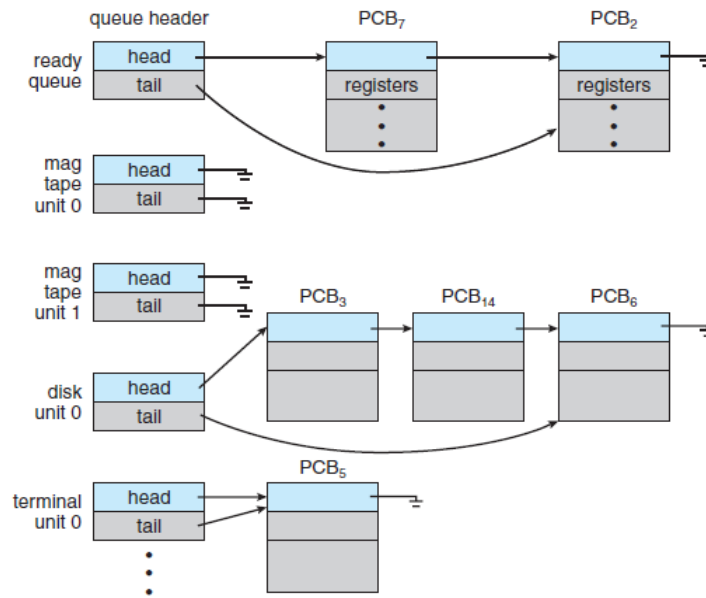 queue header
PCB₇
PCB₂
ready
queue
head
tail
registers
registers
mag
tape
unit 0
head
tail
mag
tape
unit 1
head
tail
PCB₃
PCB₁₄
PCB₆
disk
unit 0
head
tail
PCB₅
terminal
unit 0
head
tail